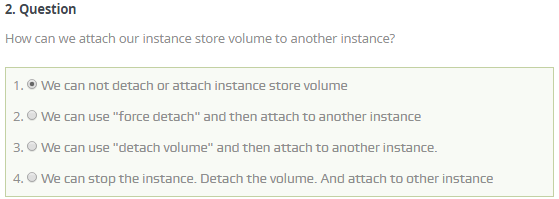 2. Question
How can we attach our instance store volume to another instance?
1. We can not detach or attach instance store volume
2. We can use "force detach" and then attach to another instance
3. We can use "detach volume" and then attach to another instance.
4. We can stop the instance. Detach the volume. And attach to other instance